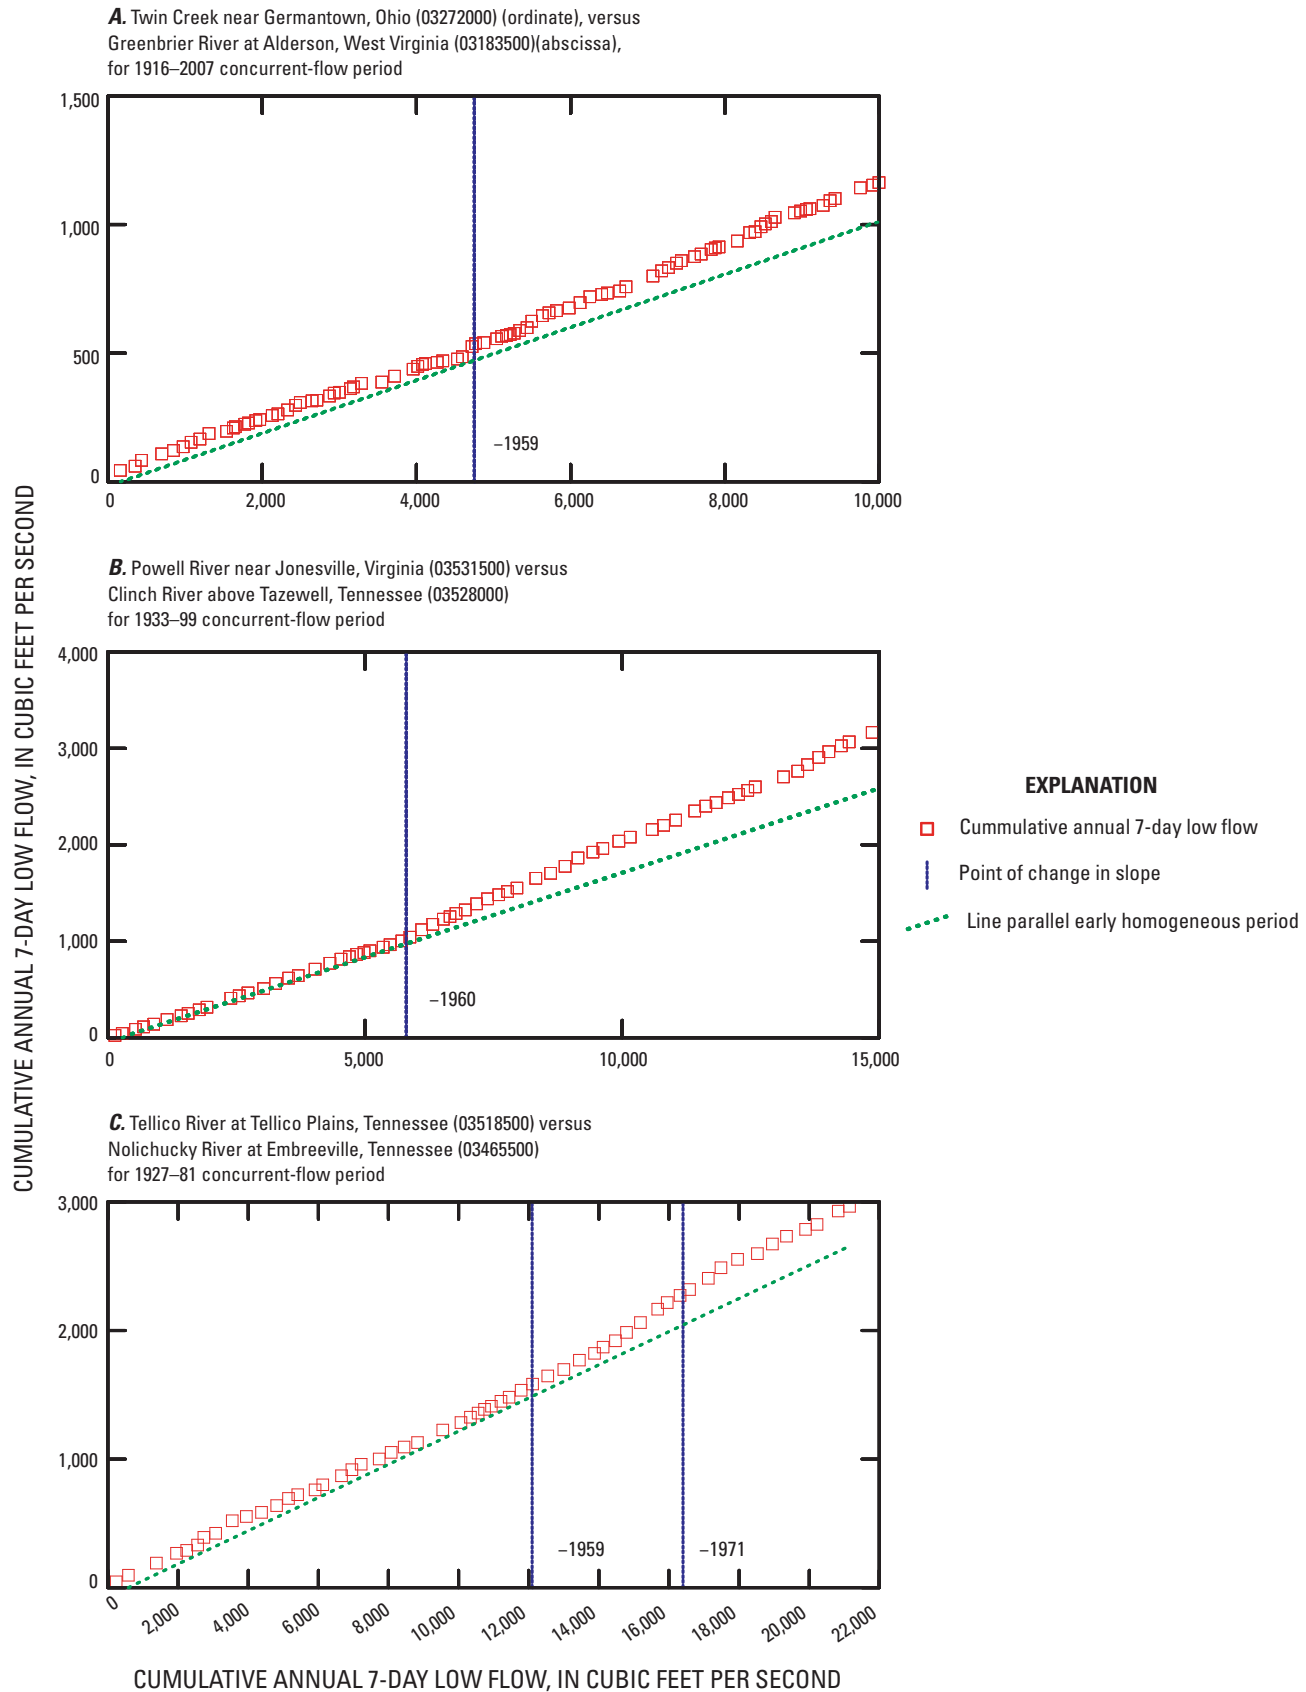 A. Twin Creek near Germantown, Ohio (03272000) (ordinate), versus
Greenbrier River at Alderson, West Virginia (03183500)(abscissa),
for 1916–2007 concurrent-flow period
1,500
1,000
500
0
–1959
0 2,000 4,000 6,000 8,000 10,000
B. Powell River near Jonesville, Virginia (03531500) versus
Clinch River above Tazewell, Tennessee (03528000)
for 1933–99 concurrent-flow period
4,000
3,000
2,000
1,000
0
–1960
0 5,000 10,000 15,000
C. Tellico River at Tellico Plains, Tennessee (03518500) versus
Nolichucky River at Embreeville, Tennessee (03465500)
for 1927–81 concurrent-flow period
3,000
2,000
1,000
0
–1959
–1971
0 2,000 4,000 6,000 8,000 10,000 12,000 14,000 16,000 18,000 20,000 22,000
CUMULATIVE ANNUAL 7-DAY LOW FLOW, IN CUBIC FEET PER SECOND
CUMULATIVE ANNUAL 7-DAY LOW FLOW, IN CUBIC FEET PER SECOND
EXPLANATION
Cummulative annual 7-day low flow
Point of change in slope
Line parallel early homogeneous period